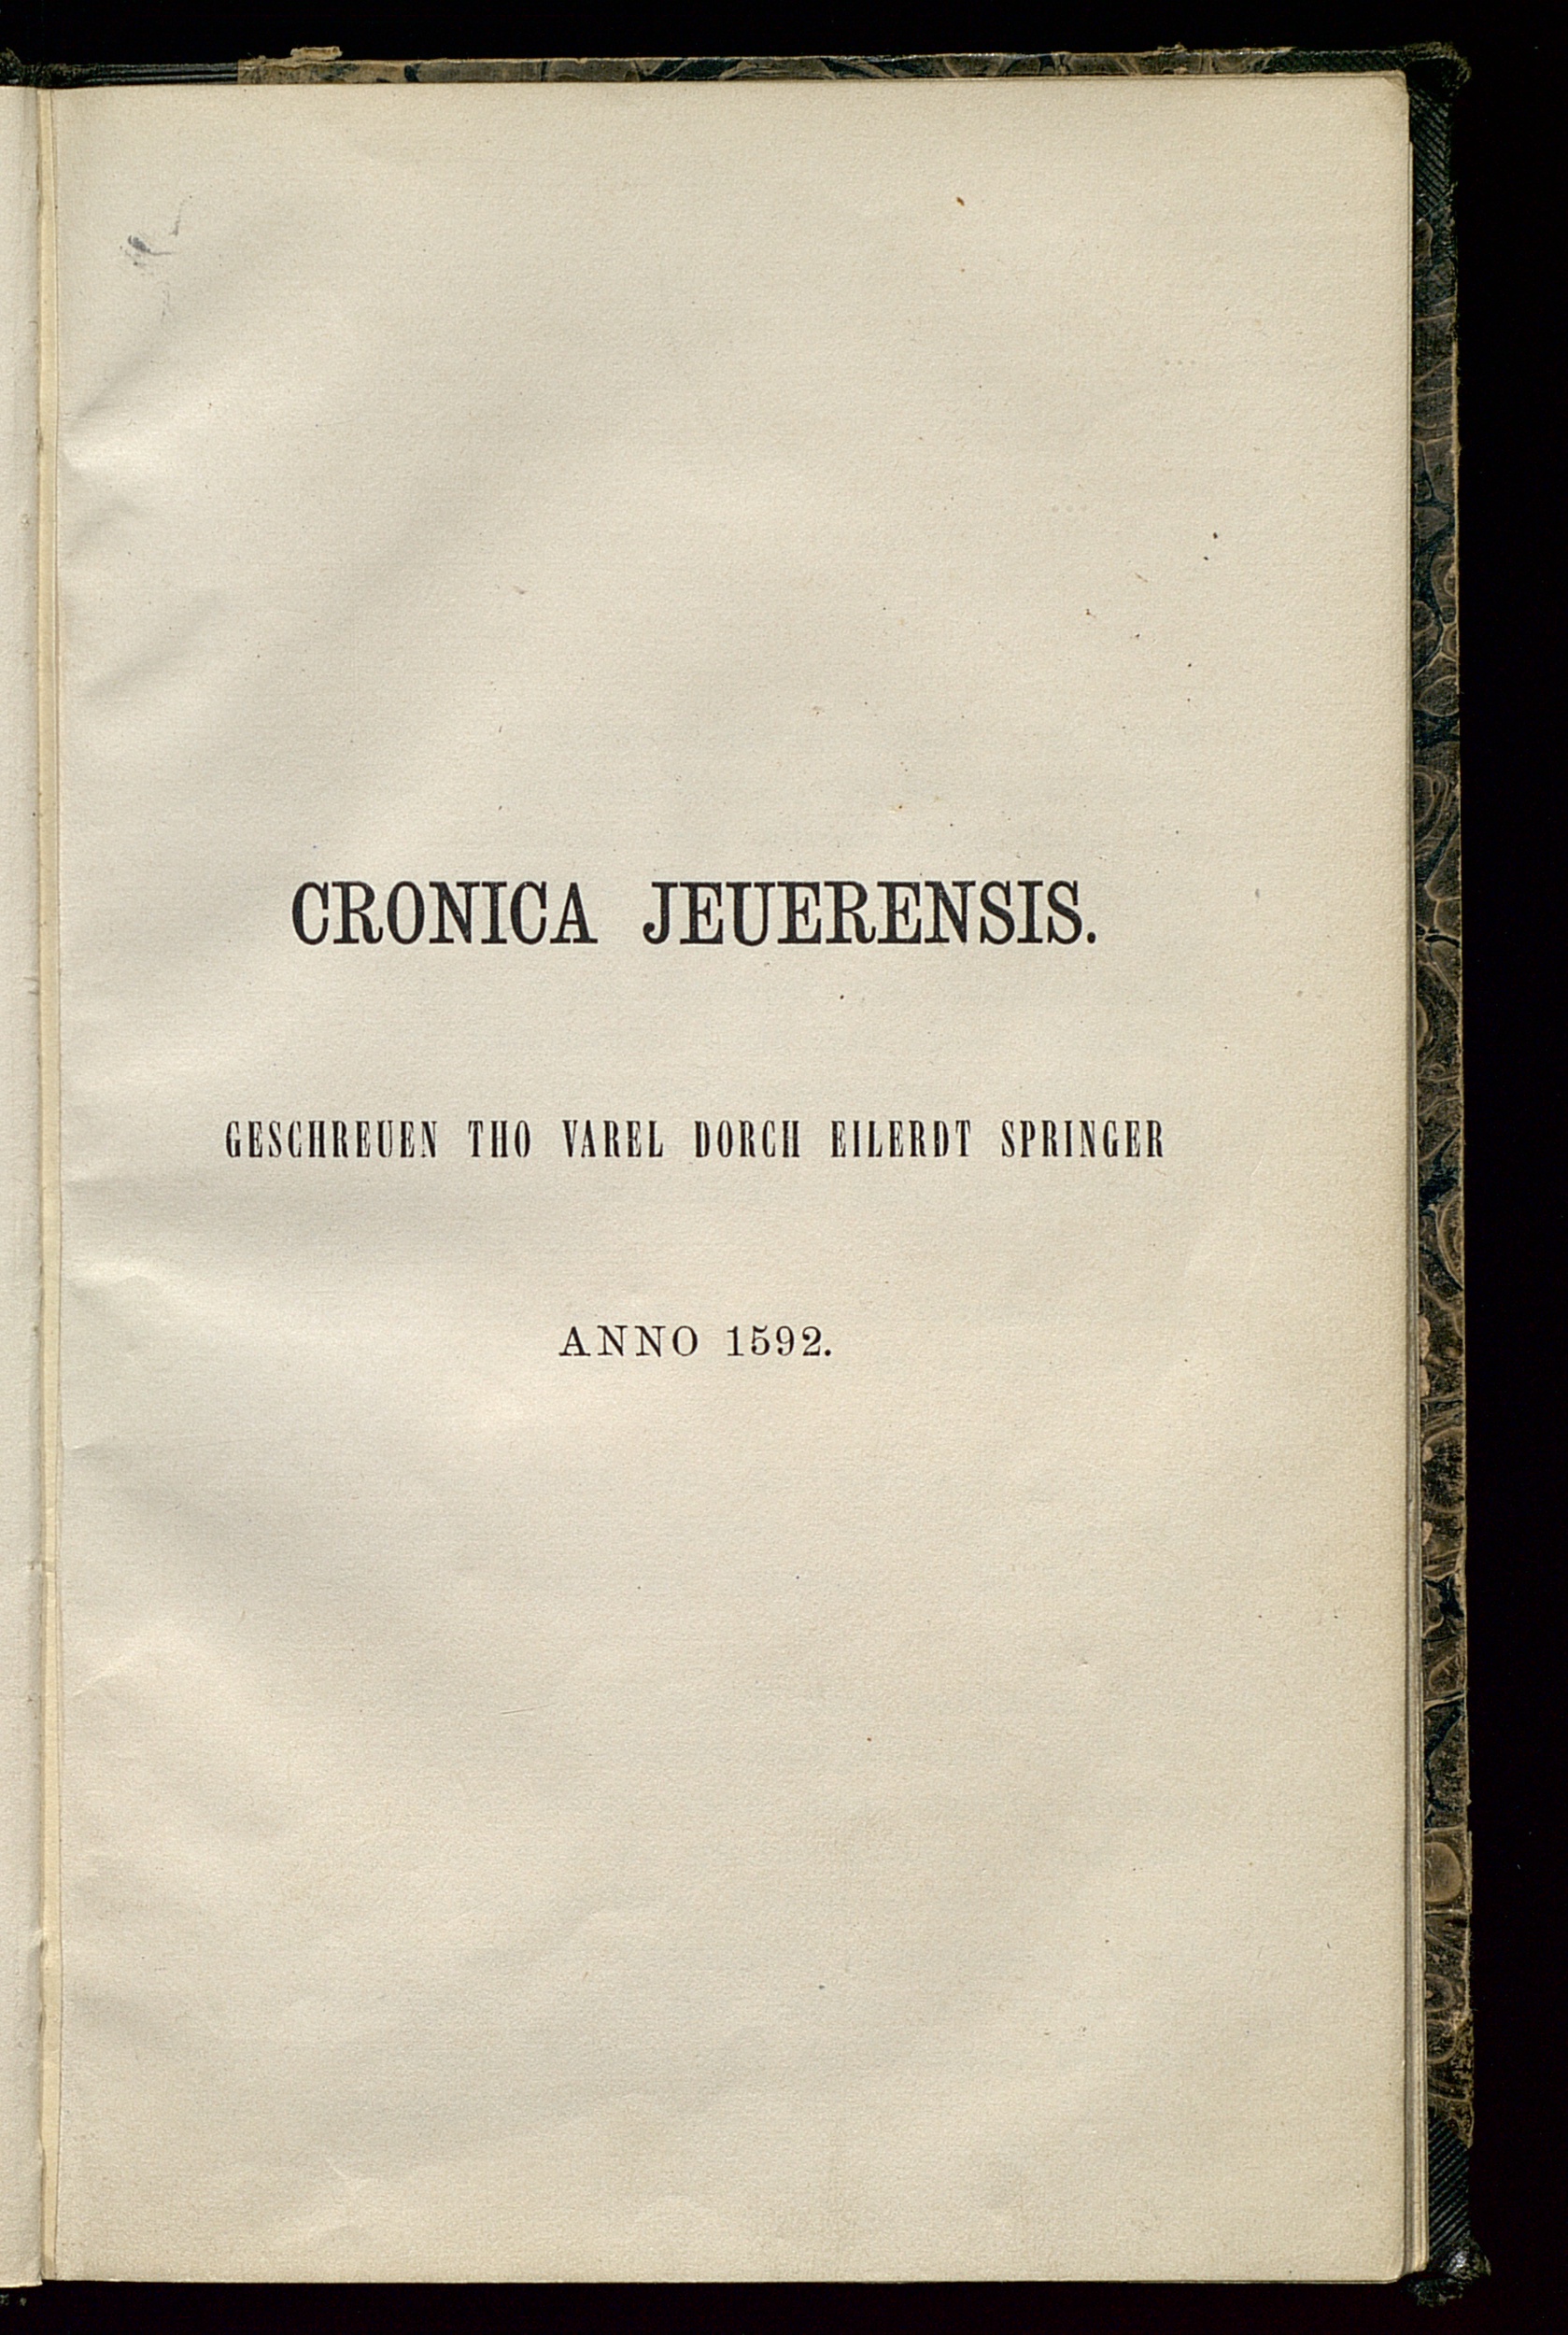 CRONICA JEUERENSIS.
GESCHREUEN THO VAREL DORCH EILERDT SPRINGER
ANNO 1592.